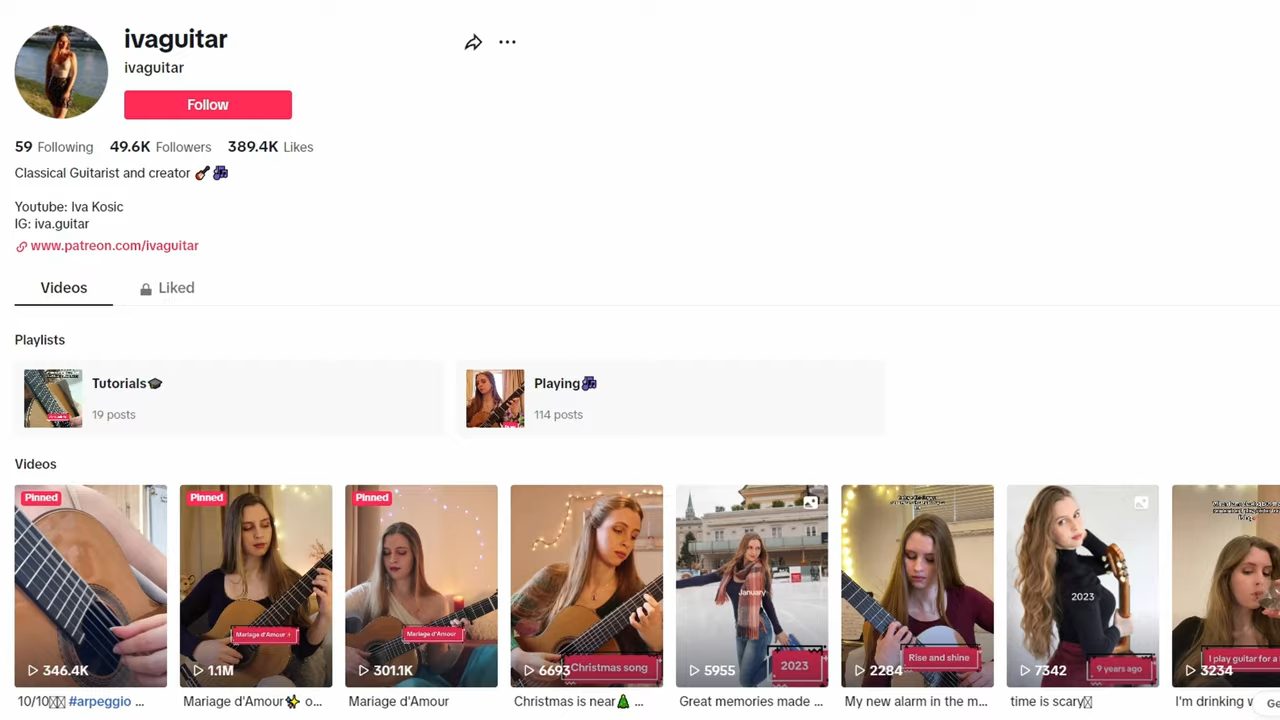 ivaguitar
ivaguitar
Follow
59 Following 49.6K Followers 389.4K Likes
Classical Guitarist and creator
Youtube: Iva Kosic
IG: iva.guitar
www.patreon.com/ivaguitar
Videos Liked
Playlists
Tutorials
19 posts
Playing
114 posts
Videos
Pinned
346.4K
10/10 #arpeggio ...
Pinned
Mariage d'Amour
1.1M
Mariage d'Amour✨ o...
Pinned
Mariage d'Amour
301.1K
Mariage d'Amour
Christmas song
6693
Christmas is near🎄 ...
January
2023
5955
Great memories made ...
Rise and shine
2284
My new alarm in the m...
2023
9 years ago
7342
time is scary
I play guitar for a
3234
I'm drinking
Ge